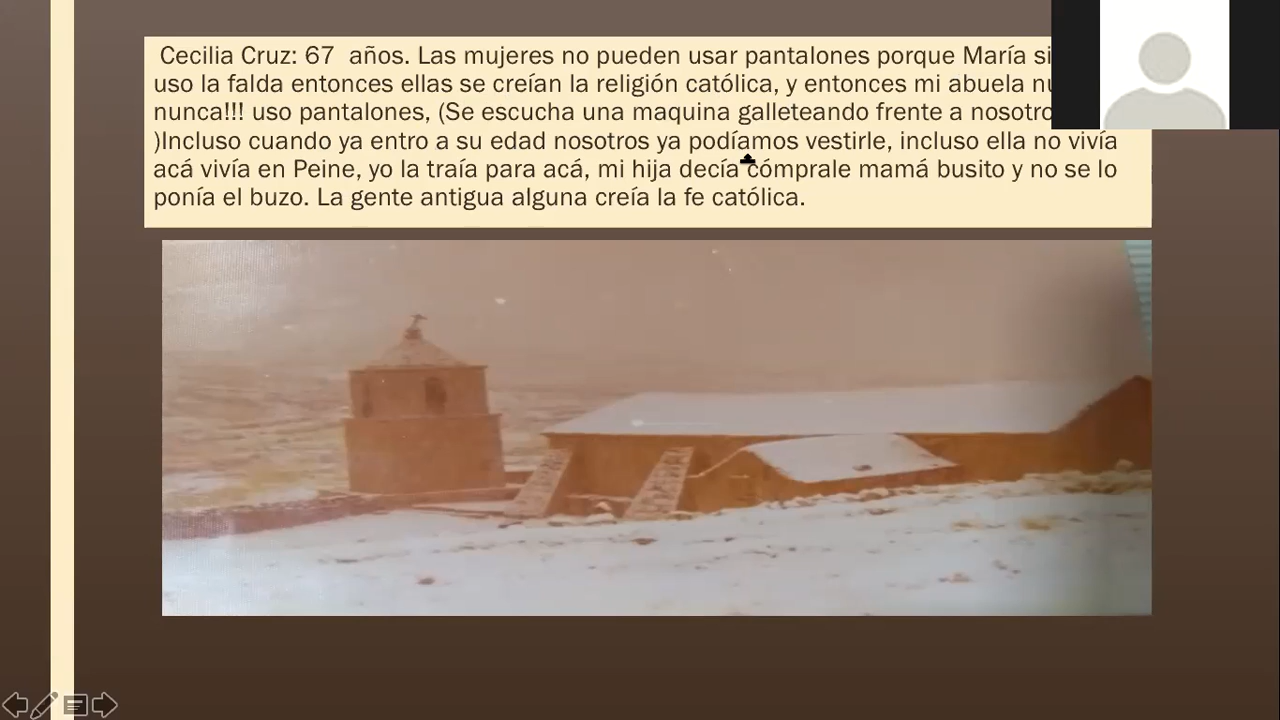 Cecilia Cruz: 67 años. Las mujeres no pueden usar pantalones porque María
uso la falda entonces ellas se creían la religión católica, y entonces mi abuela
nunca!!! uso pantalones, (Se escucha una maquina galleteando frente a
)Incluso cuando ya entro a su edad nosotros ya podíamos vestirle, incluso ella no vivía
acá vivía en Peine, yo la traía para acá, mi hija decía cómprale mamá busito y no se lo
ponía el buzo. La gente antigua alguna creía la fe católica.